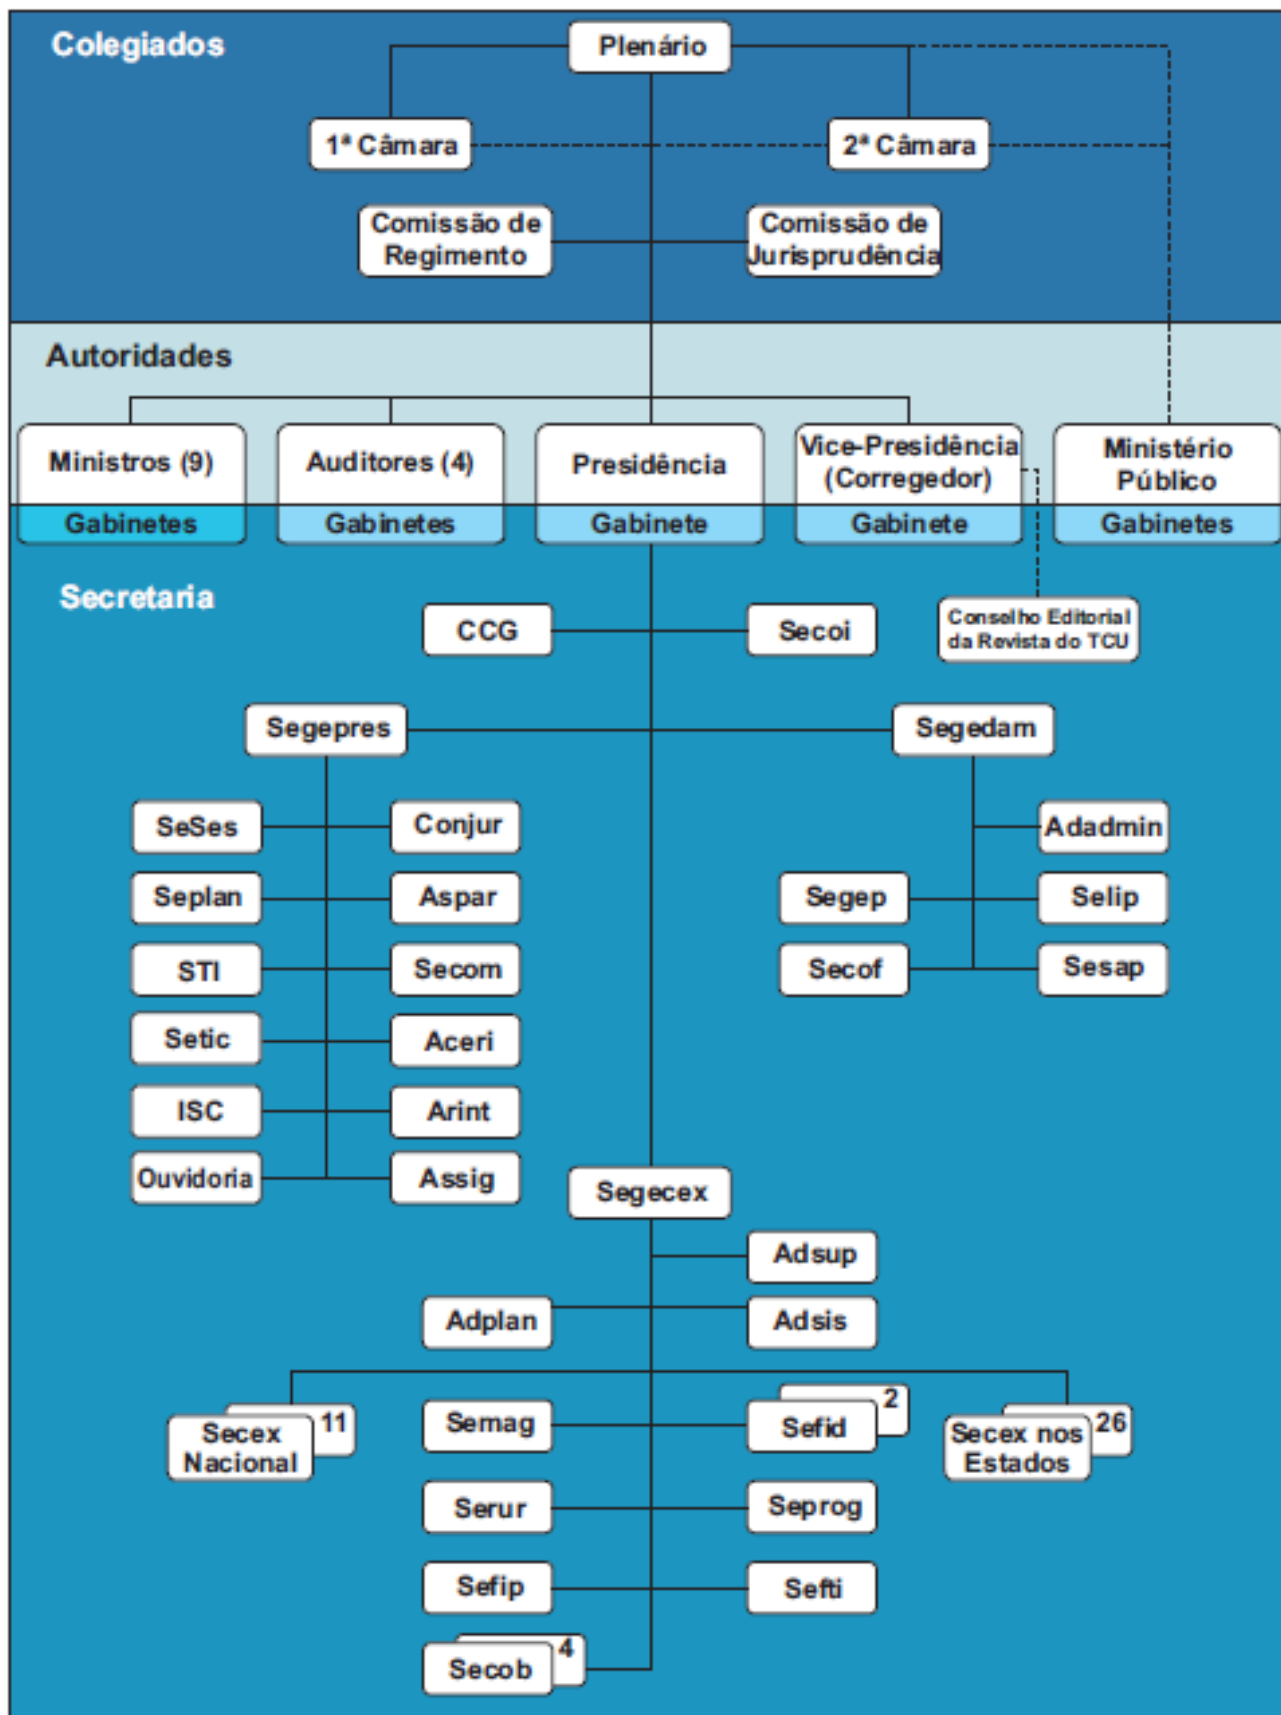 Colegiados
Plenário
1ª Câmara
2ª Câmara
Comissão de
Regimento
Comissão de
Jurisprudência
Autoridades
Ministros (9)
Gabinetes
Auditores (4)
Gabinetes
Presidência
Gabinete
Vice-Presidência
(Corregedor)
Gabinete
Ministério
Público
Gabinetes
Secretaria
CCG
Secoi
Conselho Editorial
da Revista do TCU
Segepres
Segedam
SeSes
Conjur
Adadmin
Seplan
Aspar
Segep
Selip
STI
Secom
Secof
Sesap
Setic
Aceri
ISC
Arint
Ouvidoria
Assig
Segecex
Adsup
Adplan
Adsis
Secex
Nacional
11
Semag
Sefid
2
Secex nos
Estados
26
Serur
Seprog
Sefip
Sefti
Secob
4